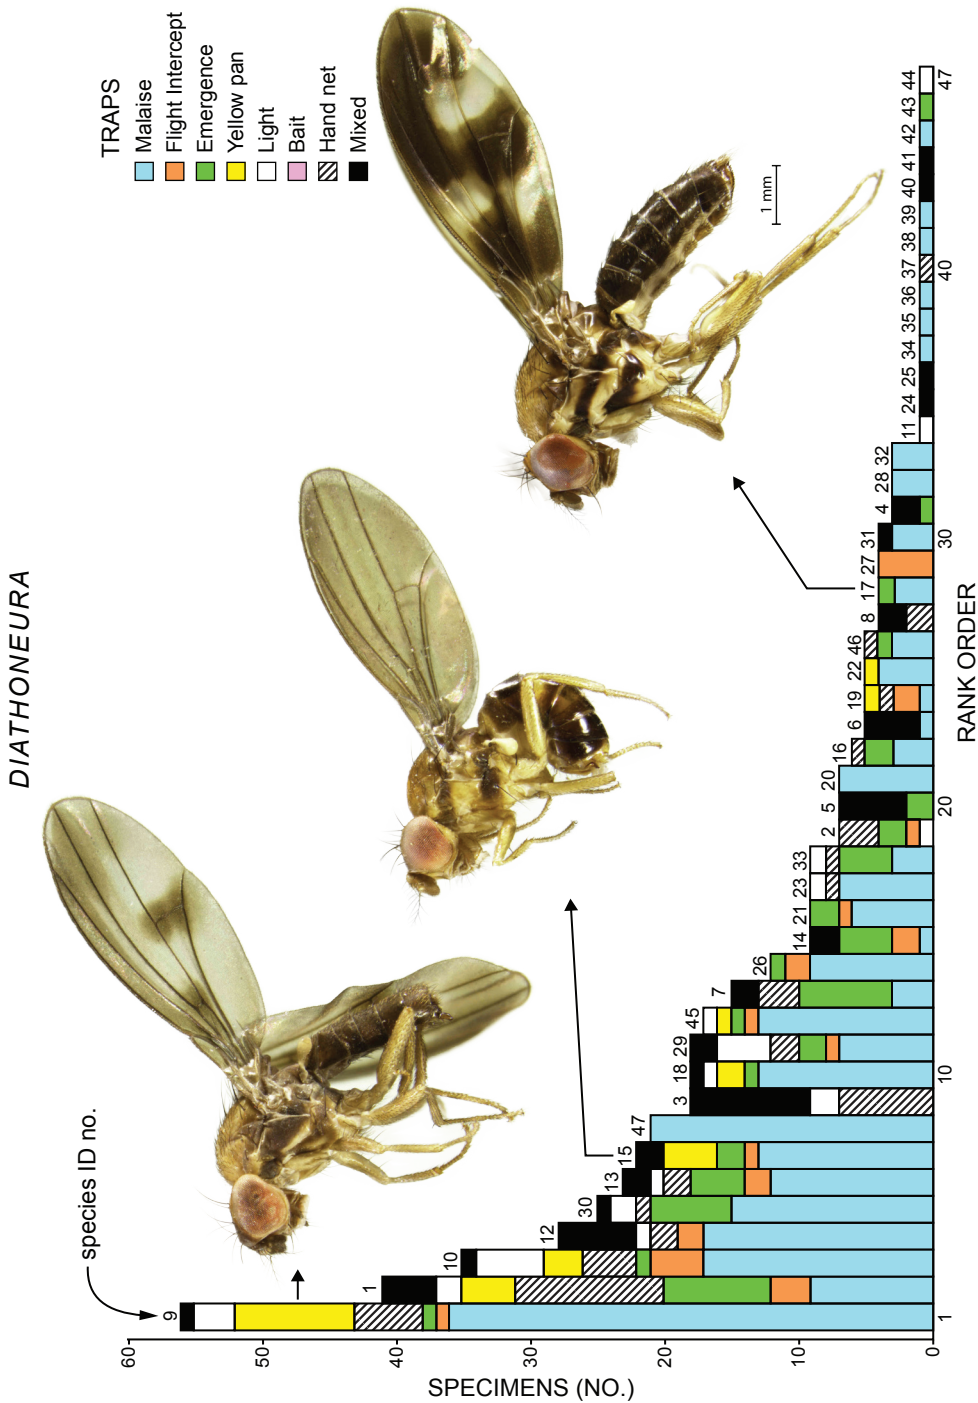 DIATHONEURA
TRAPS
Malaise
Flight Intercept
Emergence
Yellow pan
Light
Bait
Hand net
Mixed
species ID no.
1 mm
SPECIMENS (NO.)
60
50
40
30
20
10
0
9 1 10 12 30 13 15 47 3 18 29 45 7 26 14 21 23 33 2 5 20 16 6 19 22 46 8 17 27 31 4 28 32 11 24 25 34 35 36 37 38 39 40 41 42 43 44
1 10 20 30 40 47
RANK ORDER